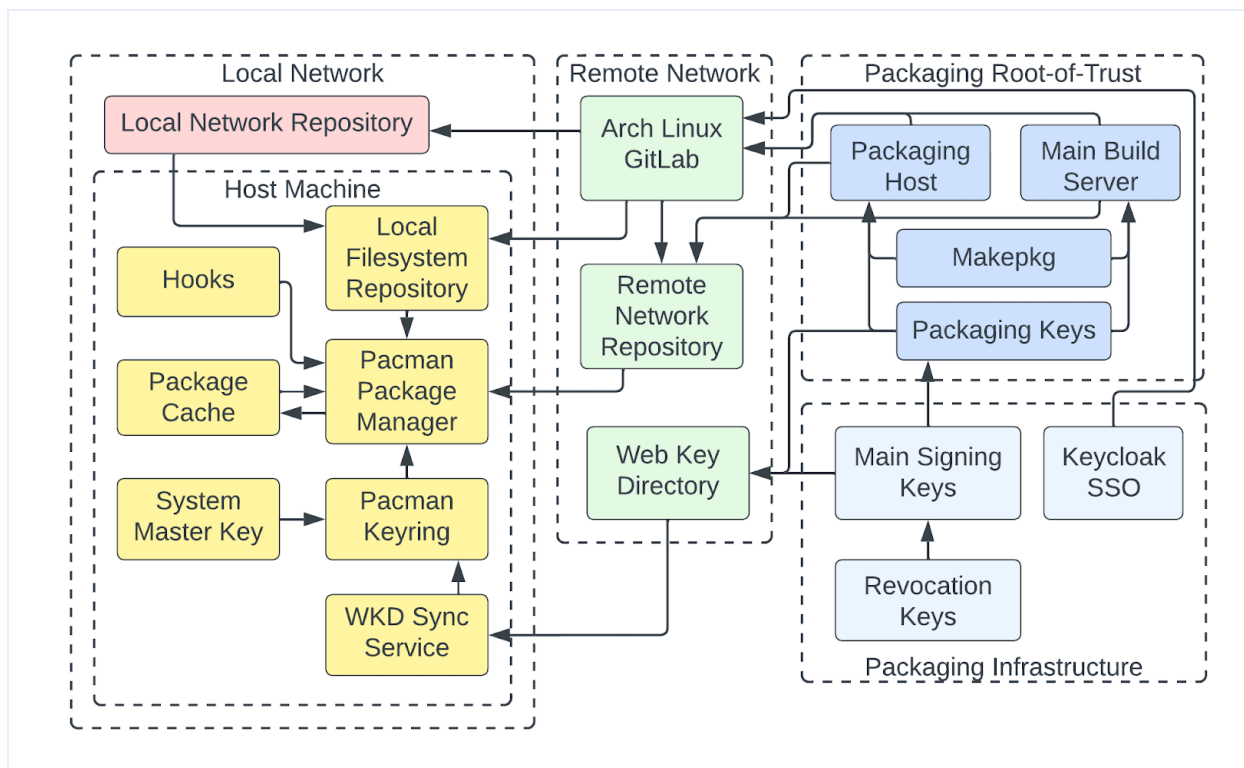 Local Network
Local Network Repository
Host Machine
Local
Filesystem
Repository
Hooks
Pacman
Package
Manager
Package
Cache
System
Master Key
Pacman
Keyring
WKD Sync
Service
Remote Network
Arch Linux
GitLab
Remote
Network
Repository
Web Key
Directory
Packaging Root-of-Trust
Packaging
Host
Main Build
Server
Makepkg
Packaging Keys
Main Signing
Keys
Keycloak
SSO
Revocation
Keys
Packaging Infrastructure